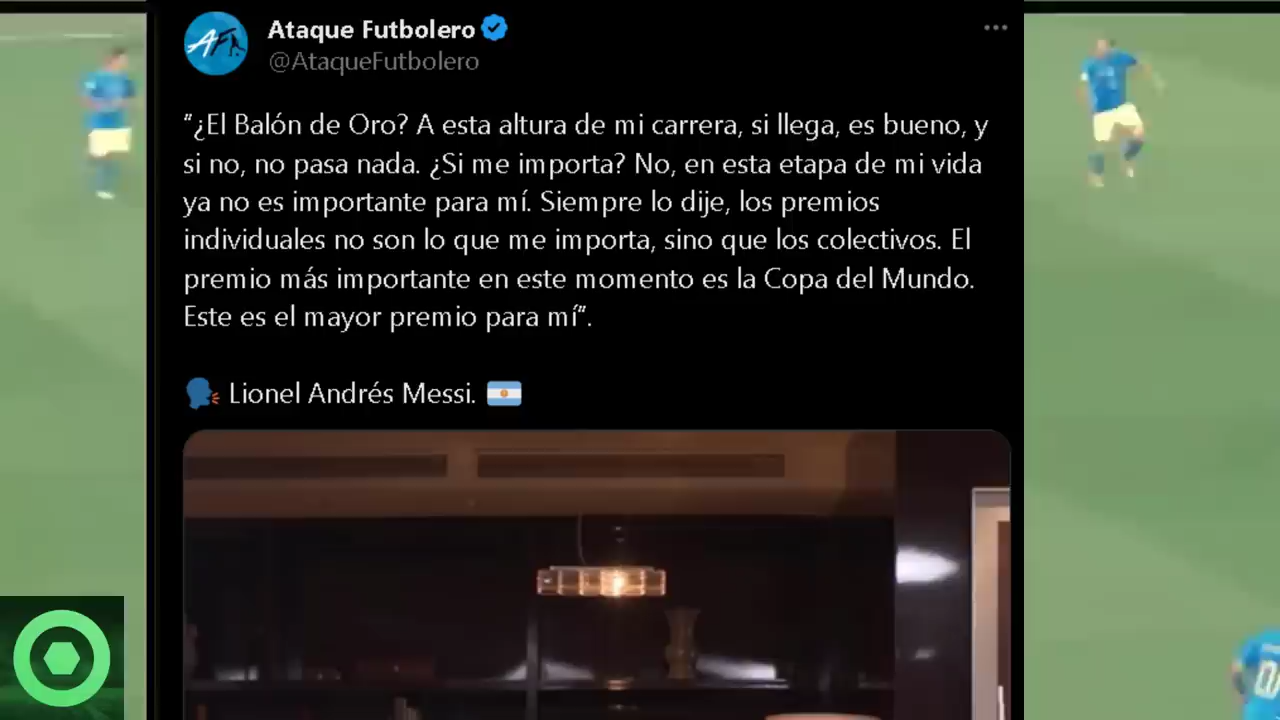 Ataque Futbolero
@AtaqueFutbolero
“¿El Balón de Oro? A esta altura de mi carrera, si llega, es bueno, y
si no, no pasa nada. ¿Si me importa? No, en esta etapa de mi vida
ya no es importante para mí. Siempre lo dije, los premios
individuales no son lo que me importa, sino que los colectivos. El
premio más importante en este momento es la Copa del Mundo.
Este es el mayor premio para mí”.
Lionel Andrés Messi.